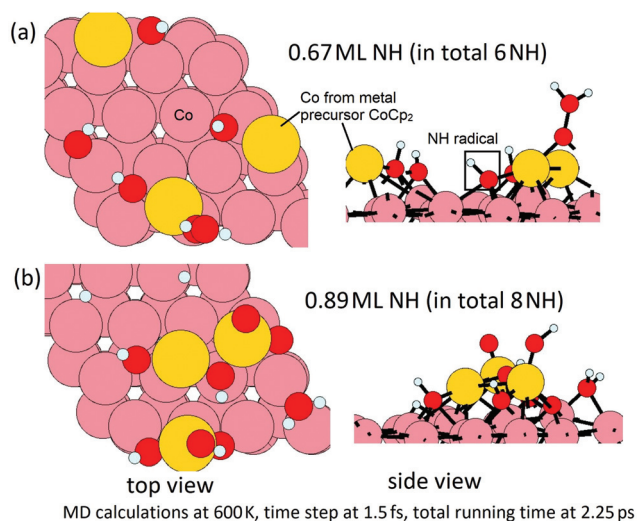 (a)
0.67 ML NH (in total 6 NH)
Co
Co from metal
precursor CoCp₂
NH radical
(b)
0.89 ML NH (in total 8 NH)
top view
side view
MD calculations at 600 K, time step at 1.5 fs, total running time at 2.25 ps